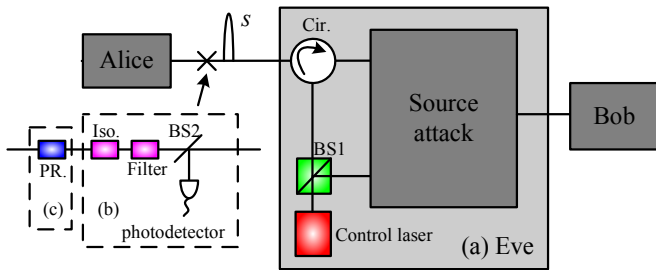 s
Cir.
Alice
Source
attack
Bob
Iso.
BS2
BS1
PR.
Filter
(c)
(b)
photodetector
Control laser
(a) Eve